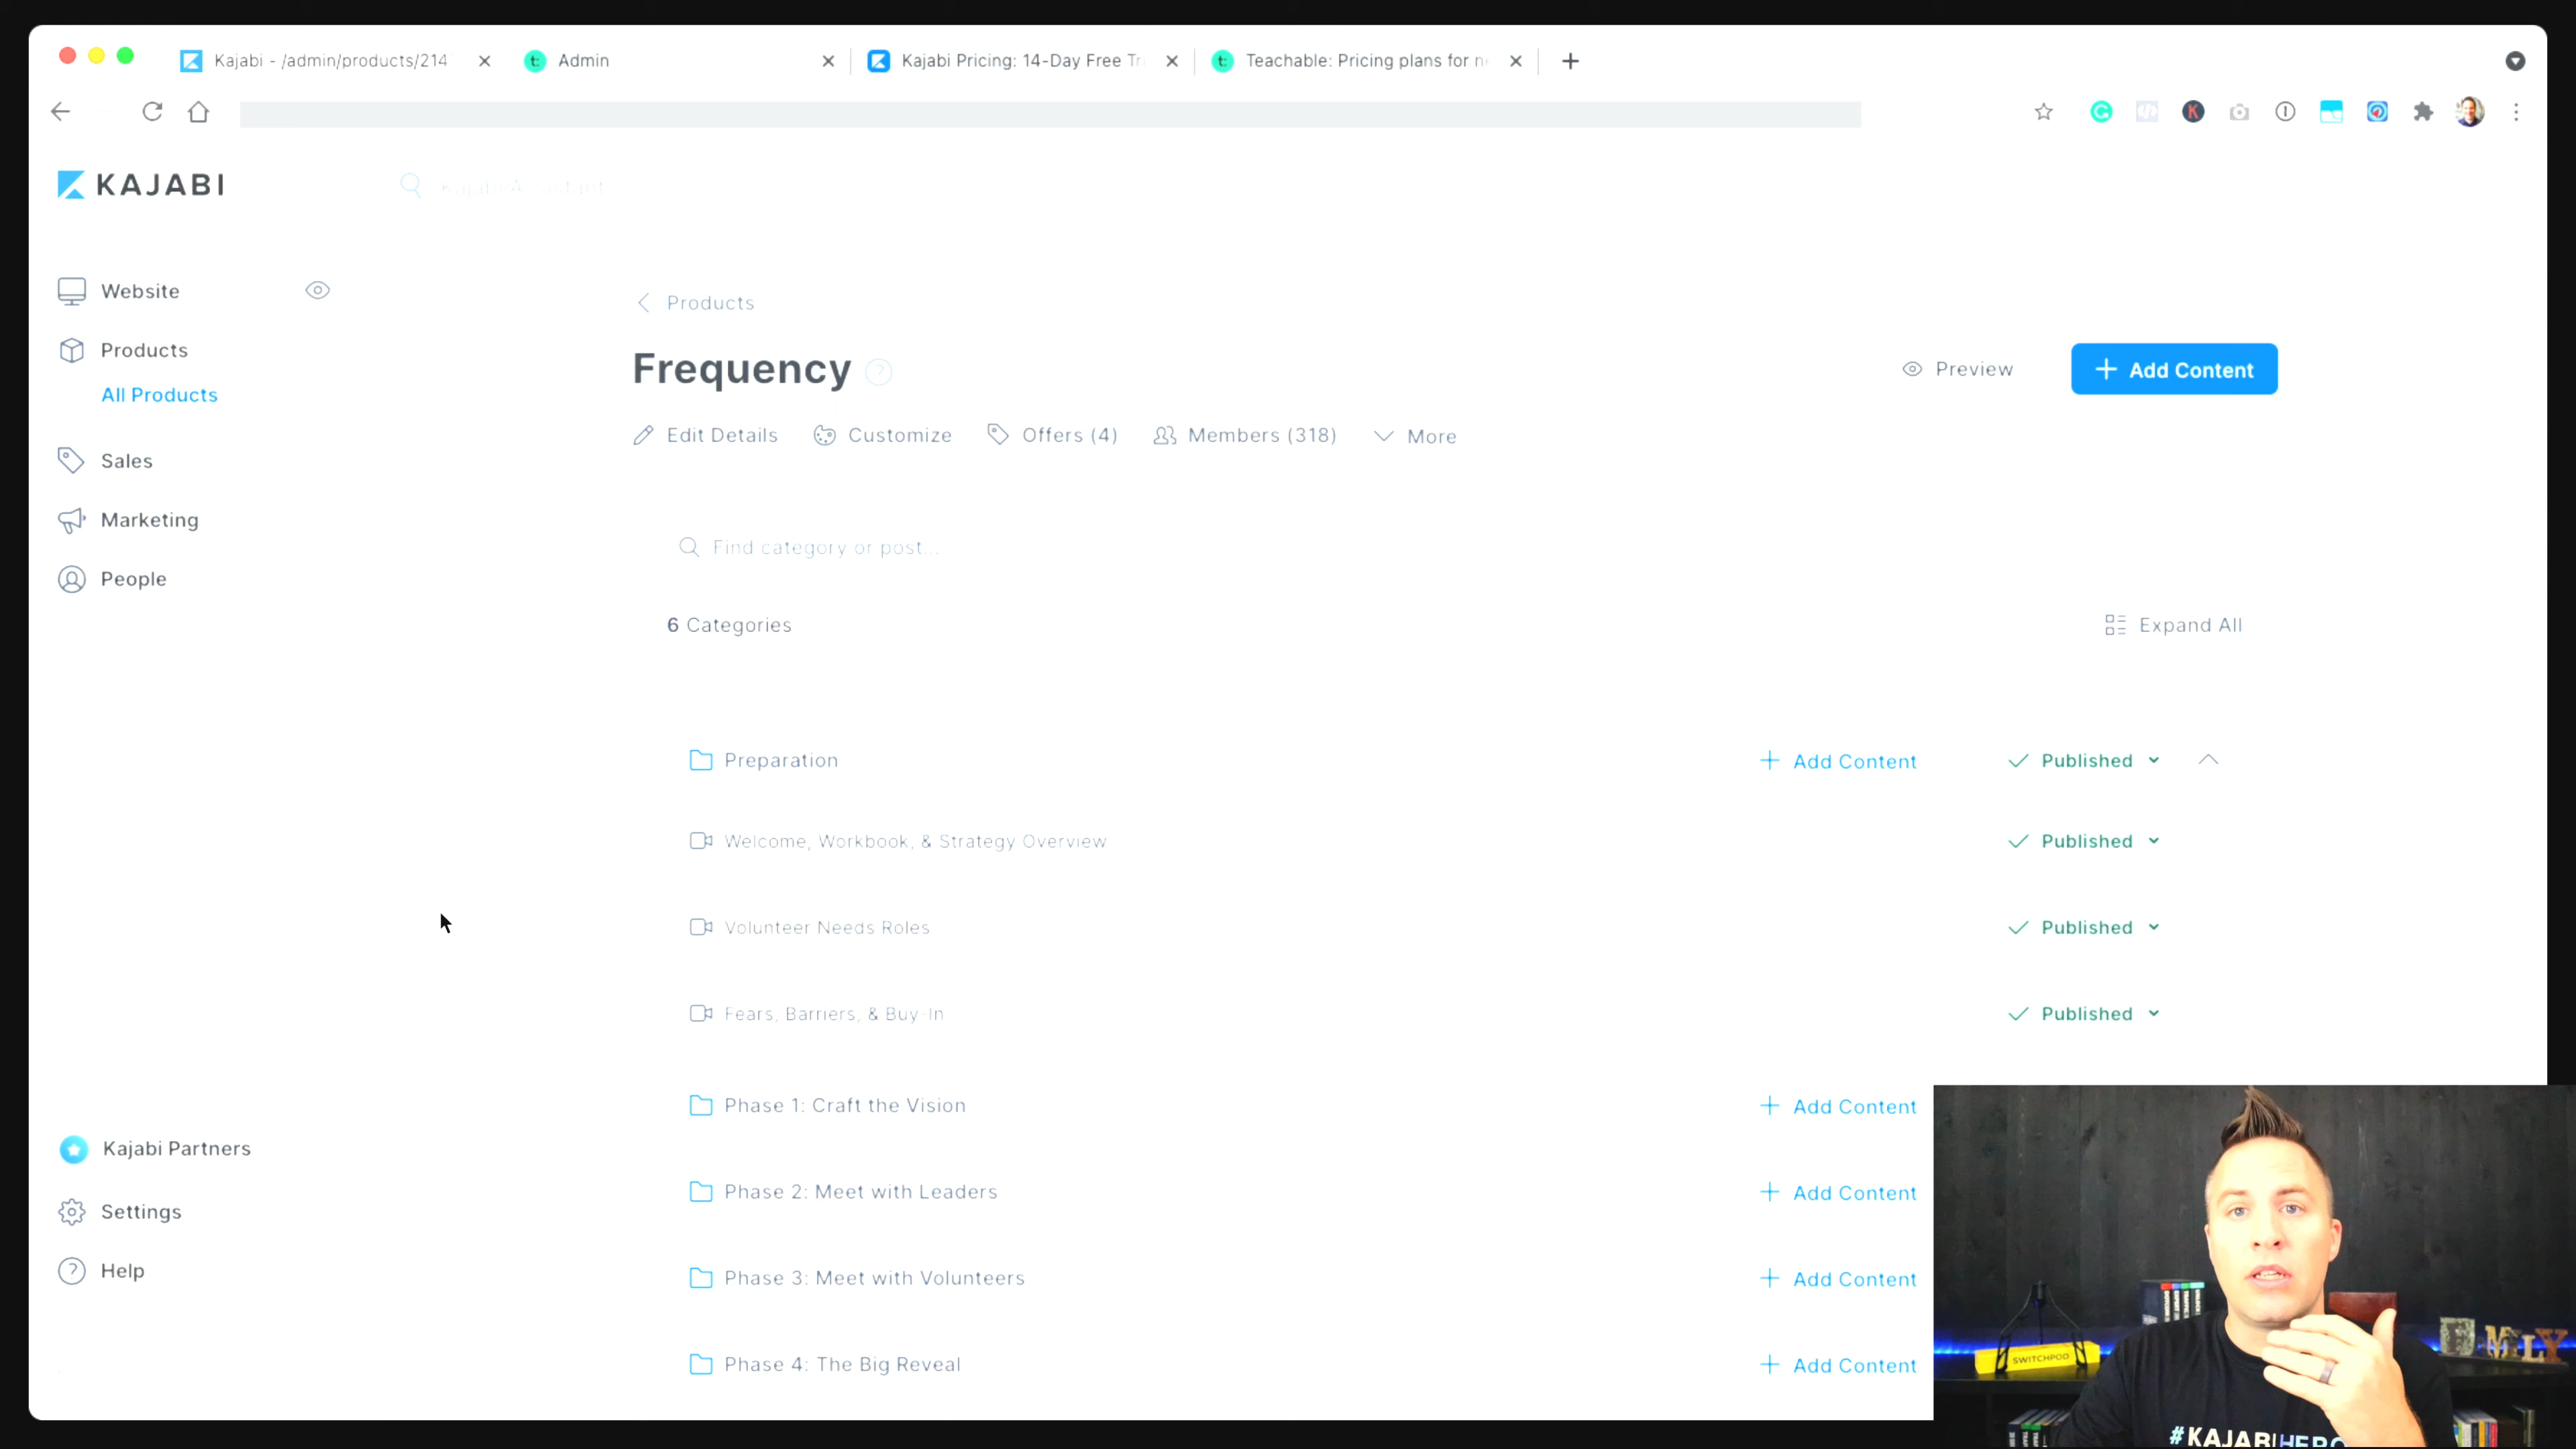 Kajabi - /admin/products/214
Admin
Kajabi Pricing: 14-Day Free Tr
Teachable: Pricing plans for n
KAJABI
Website
Products
All Products
Sales
Marketing
People
Kajabi Partners
Settings
Help
Products
Frequency
Preview
Add Content
Edit Details
Customize
Offers (4)
Members (318)
More
Find category or post...
6 Categories
Expand All
Preparation
Add Content
Published
Welcome, Workbook, & Strategy Overview
Published
Volunteer Needs Roles
Published
Fears, Barriers, & Buy-In
Published
Phase 1: Craft the Vision
Add Content
Phase 2: Meet with Leaders
Add Content
Phase 3: Meet with Volunteers
Add Content
Phase 4: The Big Reveal
Add Content
SWITCHPOD
#KAJABIHERO